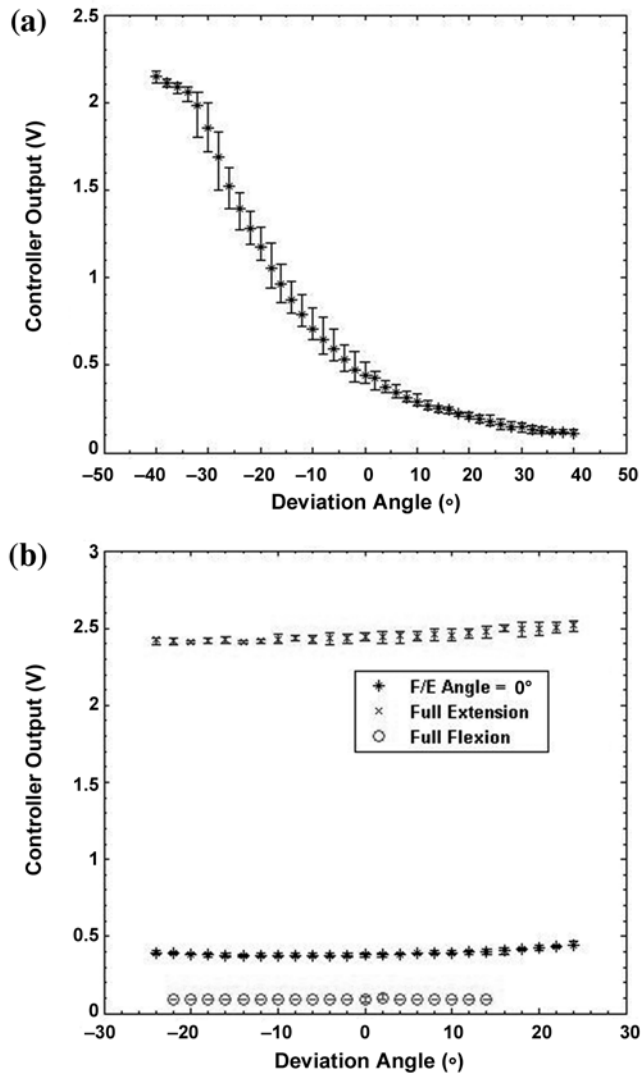 (a)
2.5
2
1.5
1
0.5
0
Controller Output (V)
−50 −40 −30 −20 −10 0 10 20 30 40 50
Deviation Angle (°)
(b)
3
2.5
2
1.5
1
0.5
0
Controller Output (V)
F/E Angle = 0°
Full Extension
Full Flexion
−30 −20 −10 0 10 20 30
Deviation Angle (°)